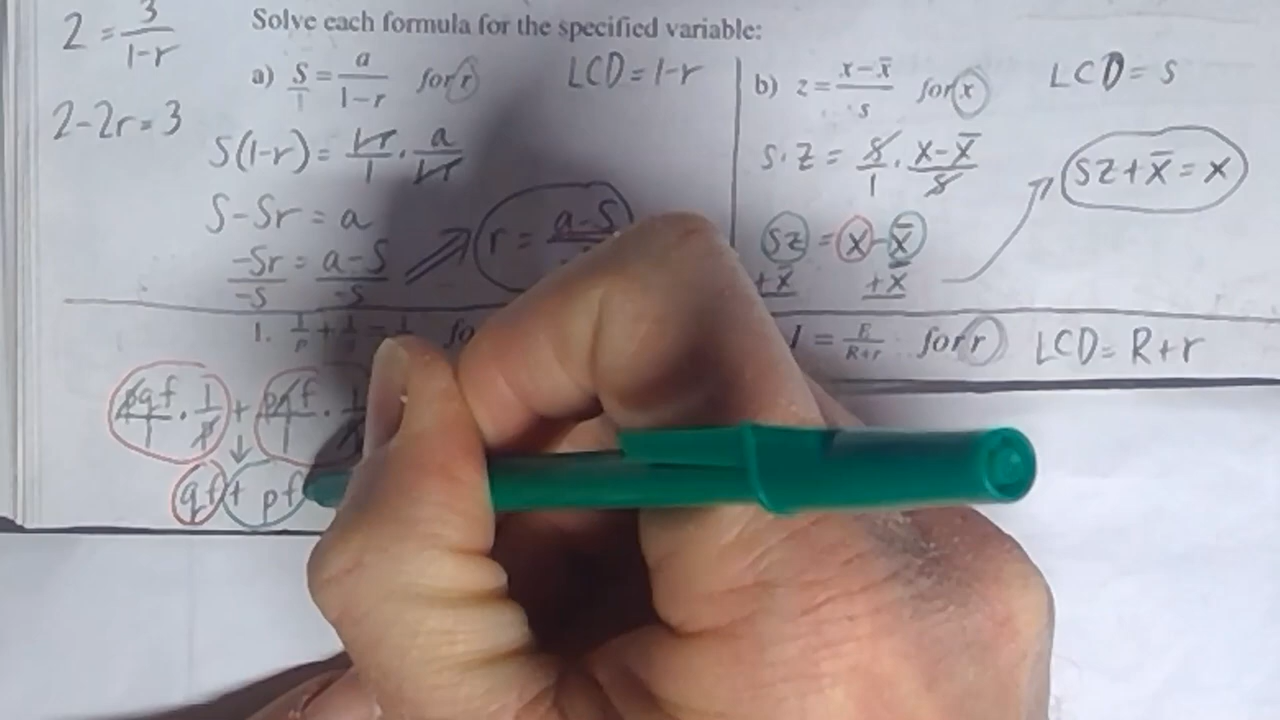 2 = 3/(1-r)
2-2r=3
Solve each formula for the specified variable:
a) S/1 = a/(1-r) for r
LCD=1-r
S(1-r) = (1-r)/1 · a/(1-r)
S-Sr = a
-Sr/-S = (a-S)/-S
r = a-S
b) z = (x-x̄)/s for x
LCD= s
s·z = s/1 · (x-x̄)/s
sz = x-x̄
+x̄ +x̄
sz+x̄=x
1.
pqf/1 · 1/p + pqf/1 · 1
qf + pf
I = E/(R+r) for r
LCD= R+r